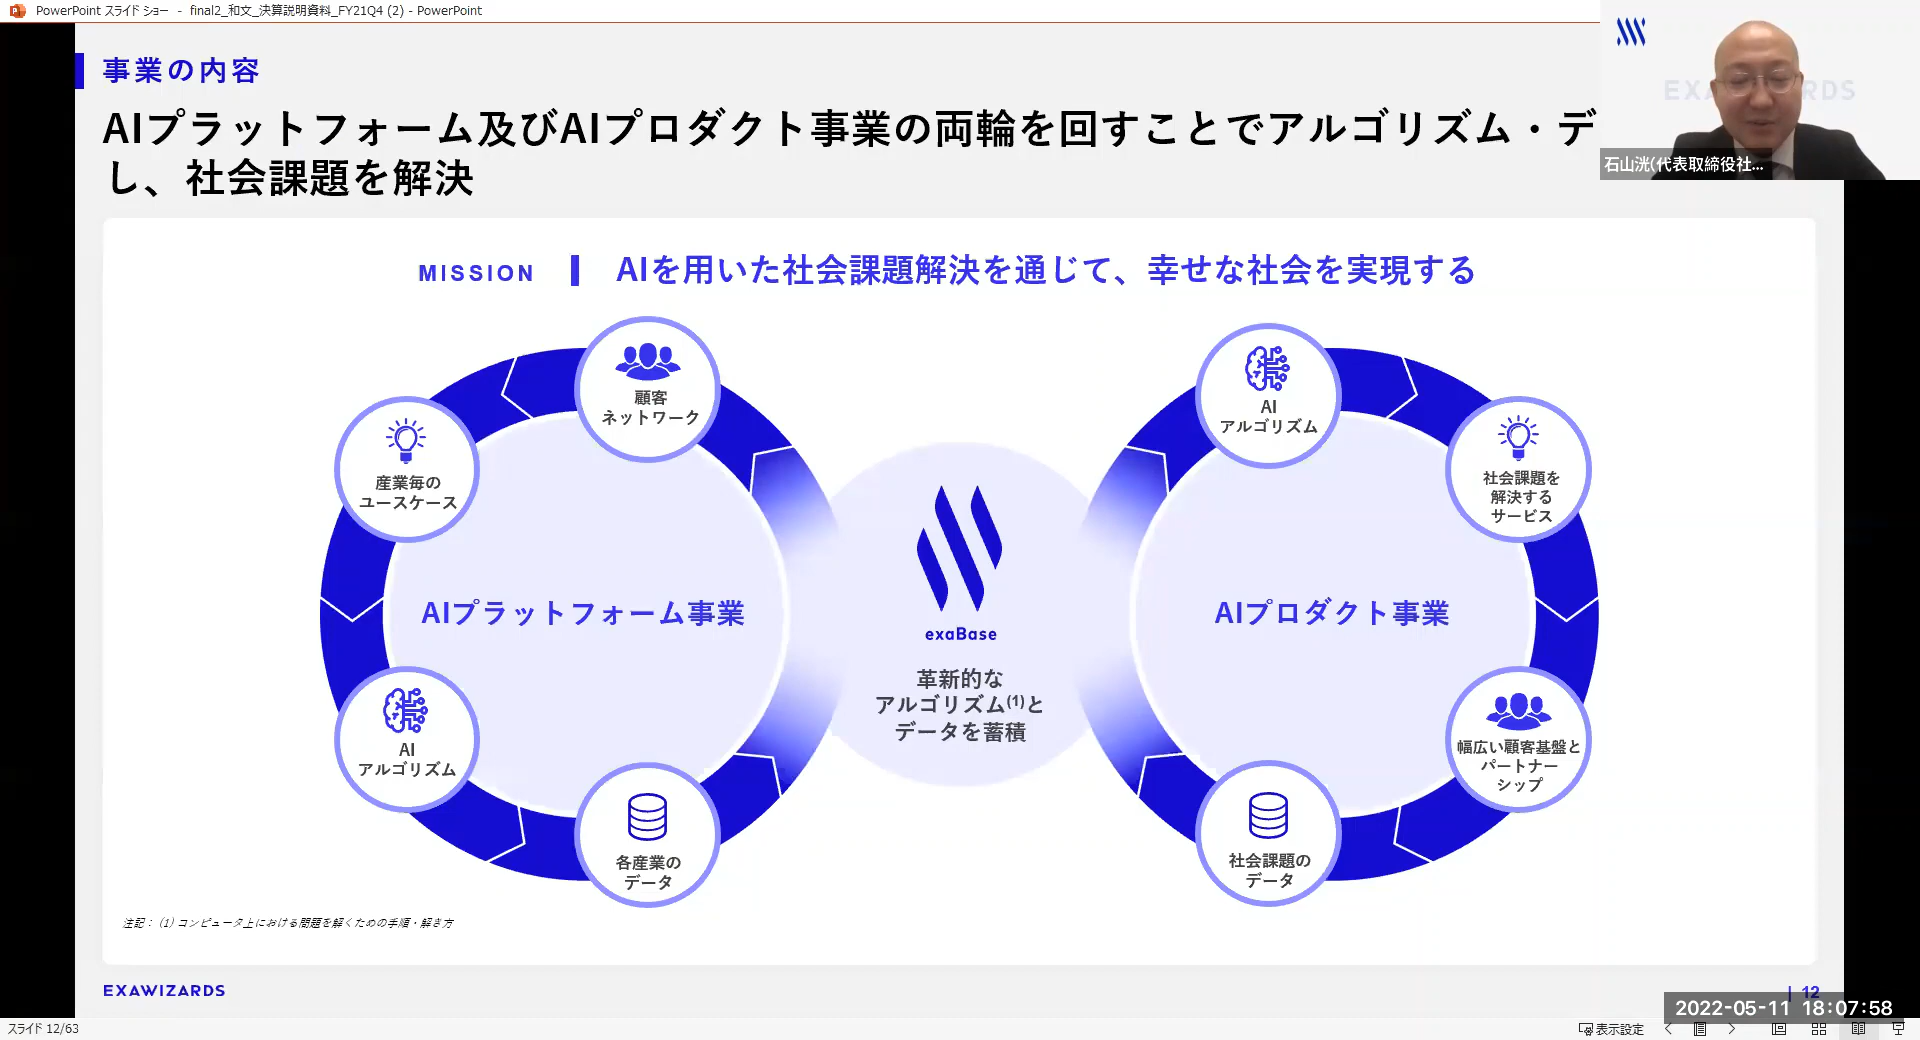 PowerPoint スライド ショー - final2_和文_決算説明資料_FY21Q4 (2) - PowerPoint
事業の内容
AIプラットフォーム及びAIプロダクト事業の両輪を回すことでアルゴリズム・デ
し、社会課題を解決
石山洸(代表取締役社...
MISSION
AIを用いた社会課題解決を通じて、幸せな社会を実現する
顧客
ネットワーク
産業毎の
ユースケース
AIプラットフォーム事業
AI
アルゴリズム
各産業の
データ
exaBase
革新的な
アルゴリズム(1)と
データを蓄積
AI
アルゴリズム
社会課題を
解決する
サービス
AIプロダクト事業
幅広い顧客基盤と
パートナー
シップ
社会課題の
データ
注記: (1) コンピュータ上における問題を解くための手順・解き方
EXAWIZARDS
| 12
2022-05-11 18:07:58
スライド 12/63
表示設定